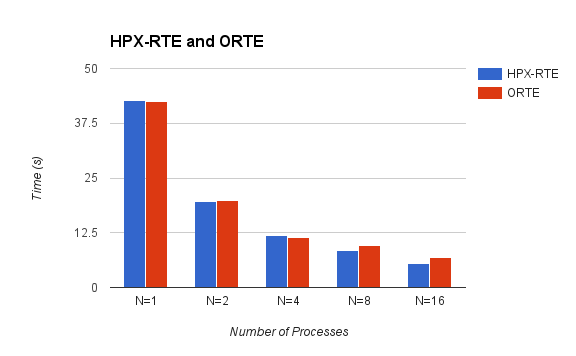 HPX-RTE and ORTE
HPX-RTE
ORTE
50
37.5
25
12.5
0
Time (s)
N=1 N=2 N=4 N=8 N=16
Number of Processes